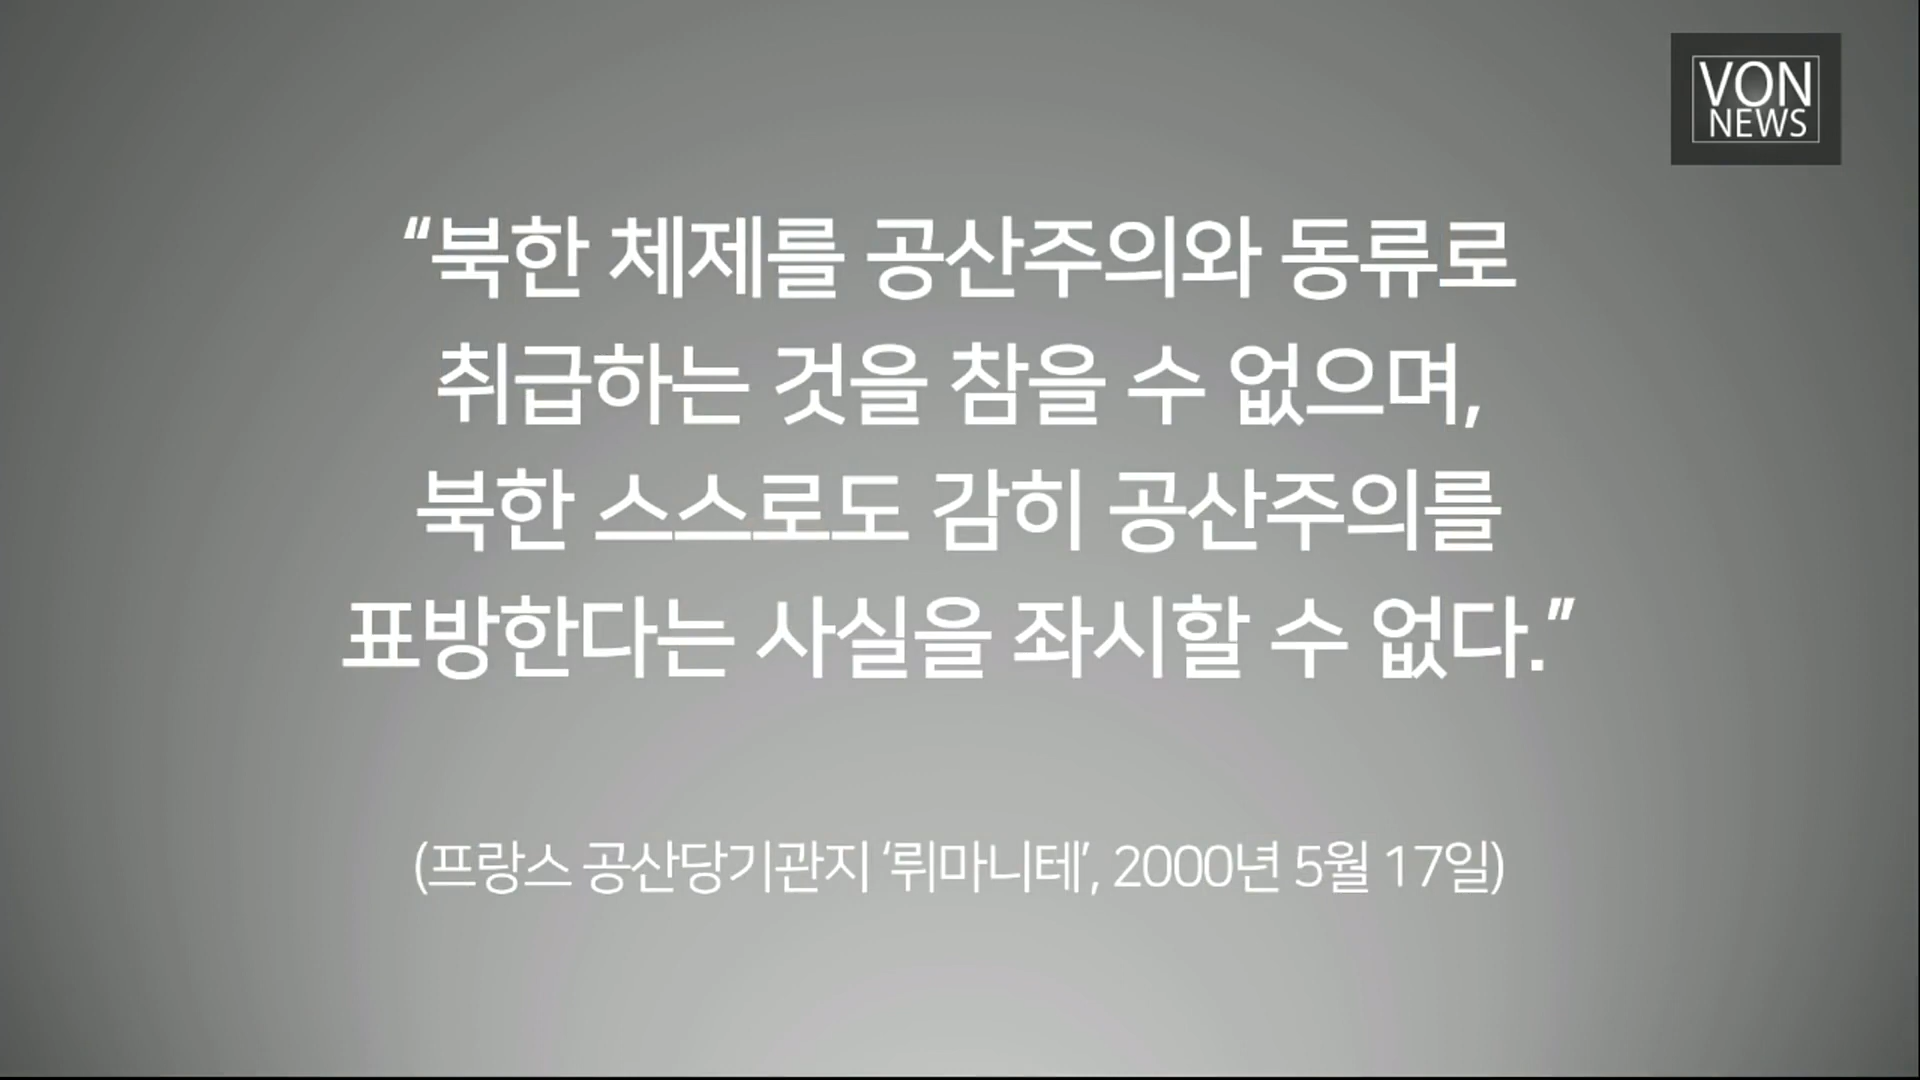 VON
NEWS
“북한 체제를 공산주의와 동류로
취급하는 것을 참을 수 없으며,
북한 스스로도 감히 공산주의를
표방한다는 사실을 좌시할 수 없다.”
(프랑스 공산당기관지 ‘뤼마니테’, 2000년 5월 17일)